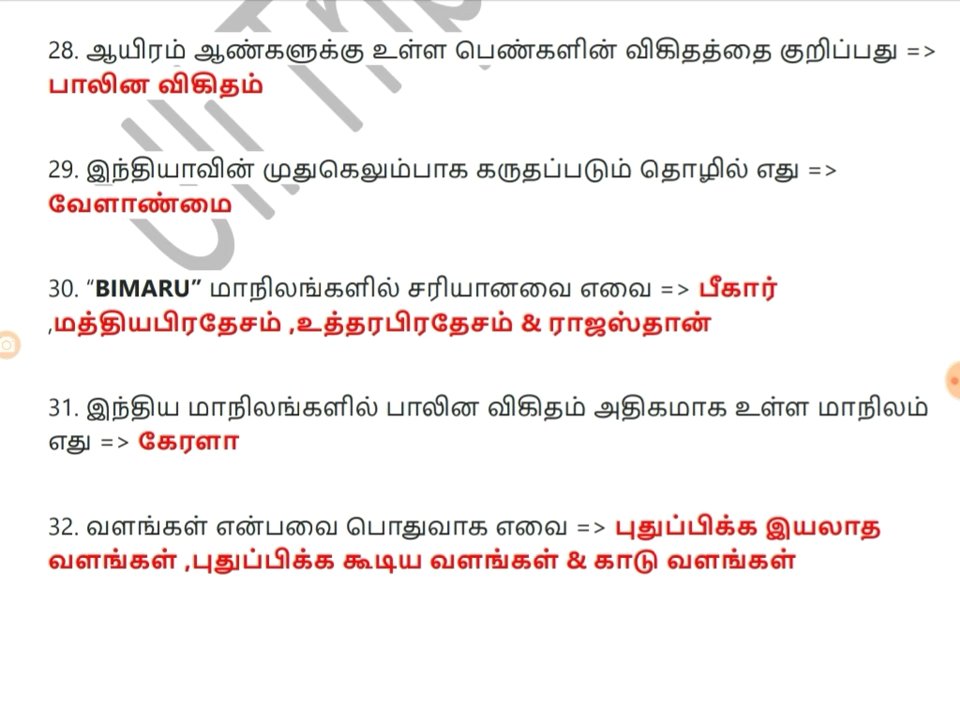 28. ஆயிரம் ஆண்களுக்கு உள்ள பெண்களின் விகிதத்தை குறிப்பது =>
பாலின விகிதம்
29. இந்தியாவின் முதுகெலும்பாக கருதப்படும் தொழில் எது =>
வேளாண்மை
30. “BIMARU” மாநிலங்களில் சரியானவை எவை => பீகார்
,மத்தியபிரதேசம் ,உத்தரபிரதேசம் & ராஜஸ்தான்
31. இந்திய மாநிலங்களில் பாலின விகிதம் அதிகமாக உள்ள மாநிலம்
எது => கேரளா
32. வளங்கள் என்பவை பொதுவாக எவை => புதுப்பிக்க இயலாத
வளங்கள் ,புதுப்பிக்க கூடிய வளங்கள் & காடு வளங்கள்